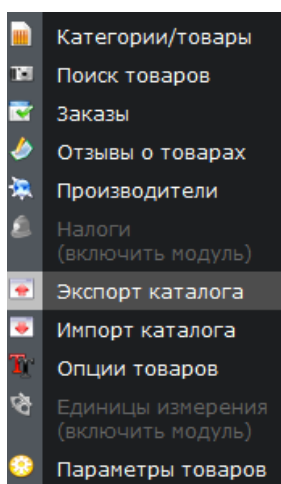 Категории/товары
Поиск товаров
Заказы
Отзывы о товарах
Производители
Налоги
(включить модуль)
Экспорт каталога
Импорт каталога
Опции товаров
Единицы измерения
(включить модуль)
Параметры товаров